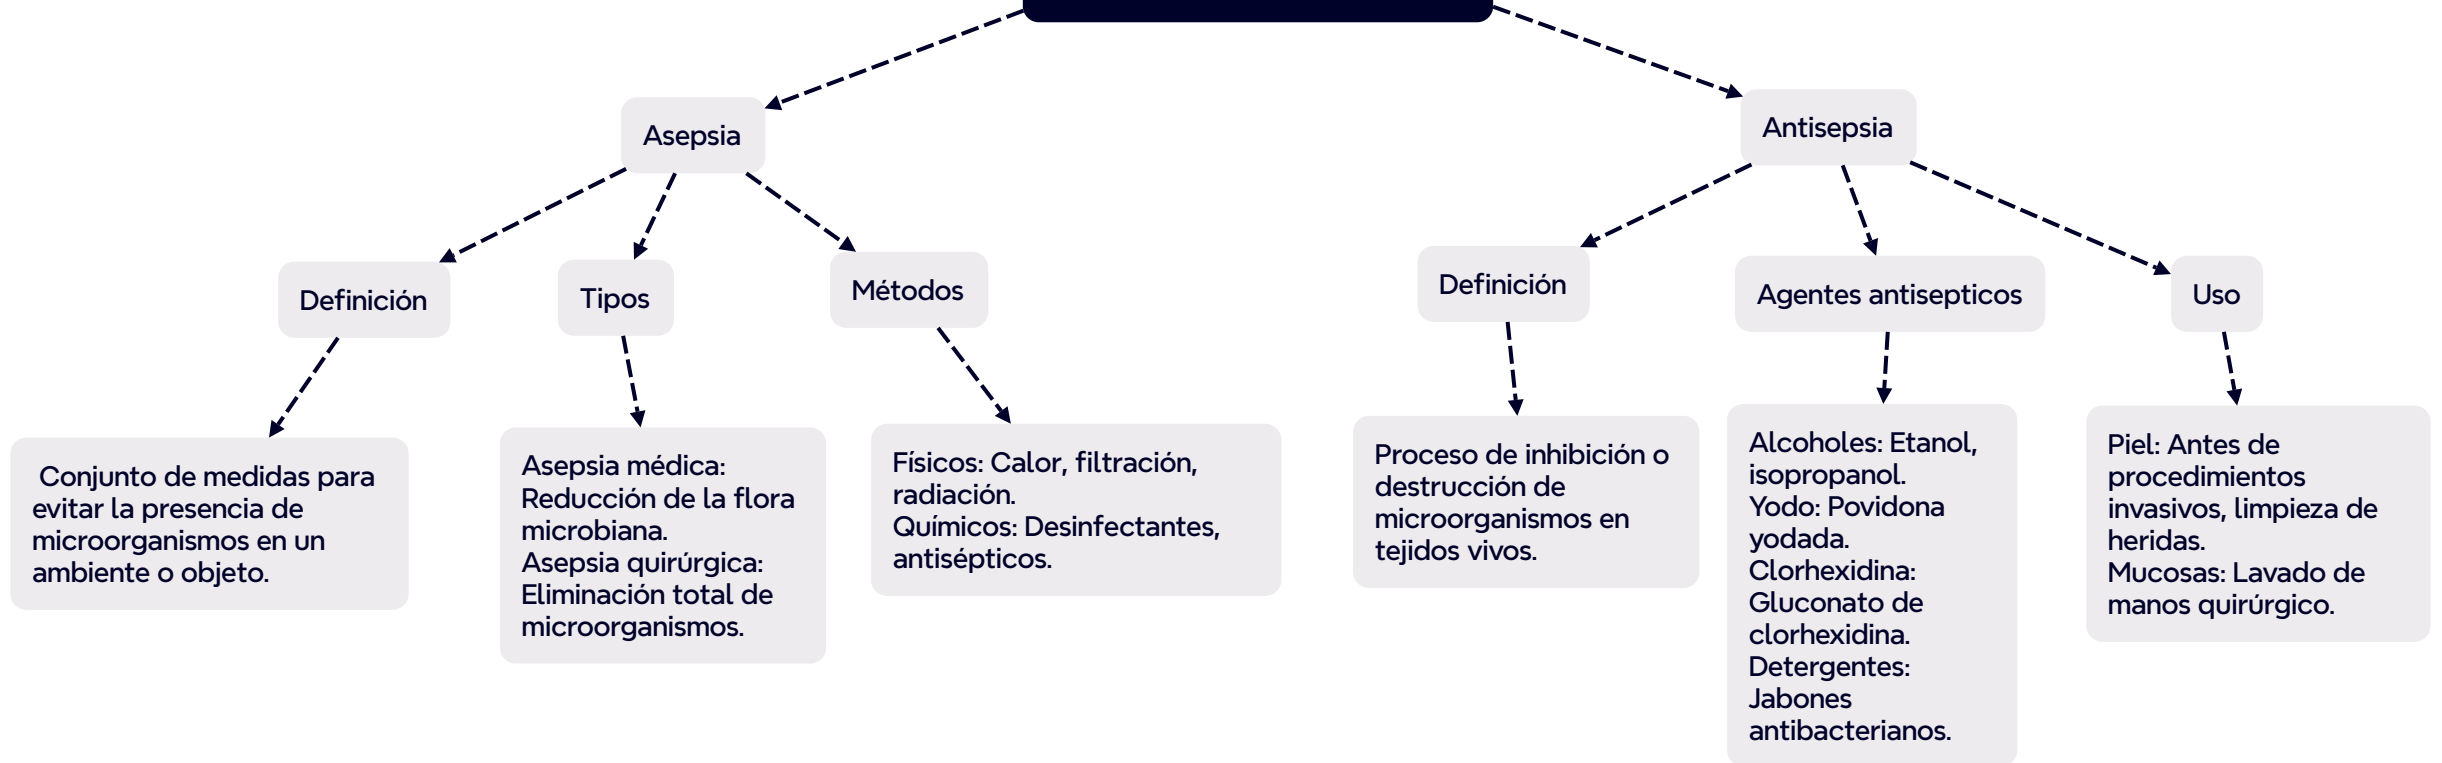 Asepsia
Antisepsia
Definición
Tipos
Métodos
Definición
Agentes antisepticos
Uso
Conjunto de medidas para
evitar la presencia de
microorganismos en un
ambiente o objeto.
Asepsia médica:
Reducción de la flora
microbiana.
Asepsia quirúrgica:
Eliminación total de
microorganismos.
Físicos: Calor, filtración,
radiación.
Químicos: Desinfectantes,
antisépticos.
Proceso de inhibición o
destrucción de
microorganismos en
tejidos vivos.
Alcoholes: Etanol,
isopropanol.
Yodo: Povidona
yodada.
Clorhexidina:
Gluconato de
clorhexidina.
Detergentes:
Jabones
antibacterianos.
Piel: Antes de
procedimientos
invasivos, limpieza de
heridas.
Mucosas: Lavado de
manos quirúrgico.